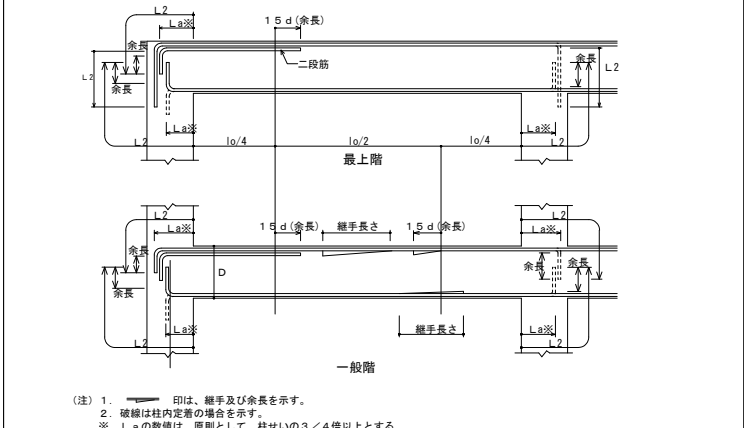 L2
La※
15d(余長)
余長
二段筋
余長
L2
L2
余長
La※
La※
L2
lo/4
lo/2
lo/4
L2
最上階
L2
La※
15d(余長)
継手長さ
15d(余長)
La※
L2
余長
D
余長
余長
La※
継手長さ
La※
L2
L2
一般階
(注) 1. 印は、継手及び余長を示す。
2. 破線は柱内定着の場合を示す。
※ Laの数値は、原則として、柱せいの3/4倍以上とする